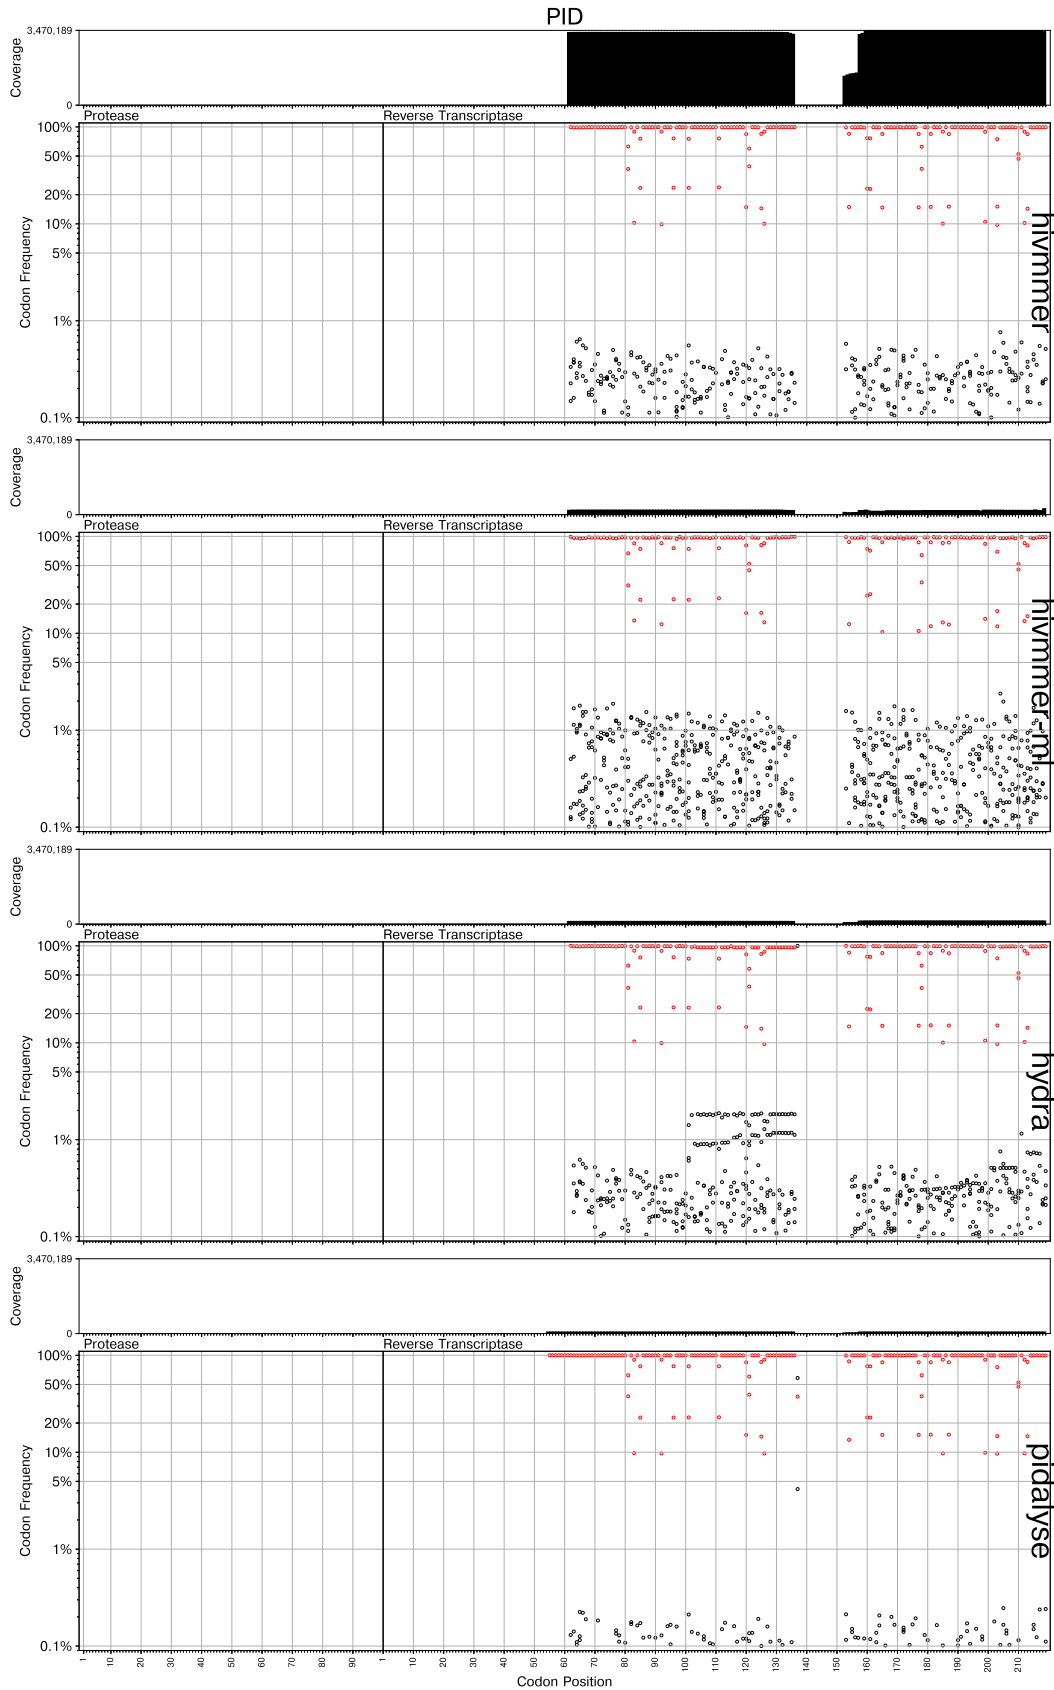 PID
3,470,189
Coverage
0
Protease
Reverse Transcriptase
100%
50%
20%
10%
5%
1%
0.1%
Codon Frequency
hivmmer
3,470,189
Coverage
0
Protease
Reverse Transcriptase
100%
50%
20%
10%
5%
1%
0.1%
Codon Frequency
hivmmer-ml
3,470,189
Coverage
0
Protease
Reverse Transcriptase
100%
50%
20%
10%
5%
1%
0.1%
Codon Frequency
hydra
3,470,189
Coverage
0
Protease
Reverse Transcriptase
100%
50%
20%
10%
5%
1%
0.1%
Codon Frequency
pidalyse
1 10 20 30 40 50 60 70 80 90 1 10 20 30 40 50 60 70 80 90 100 110 120 130 140 150 160 170 180 190 200 210
Codon Position